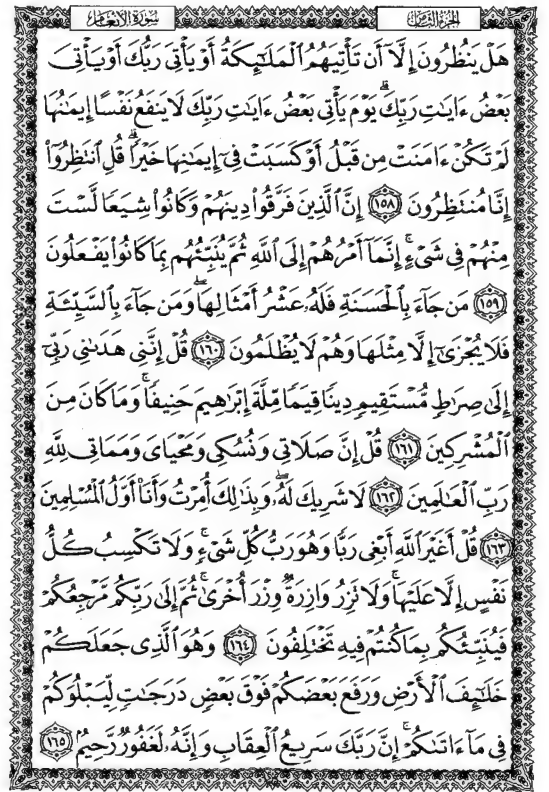 الجزء الثامن سورة الأنعام
هَلْ يَنظُرُونَ إِلَّآ أَن تَأْتِيَهُمُ ٱلْمَلَٰٓئِكَةُ أَوْ يَأْتِىَ رَبُّكَ أَوْ يَأْتِىَ
بَعْضُ ءَايَٰتِ رَبِّكَۗ يَوْمَ يَأْتِى بَعْضُ ءَايَٰتِ رَبِّكَ لَا يَنفَعُ نَفْسًا إِيمَٰنُهَا
لَمْ تَكُنْ ءَامَنَتْ مِن قَبْلُ أَوْ كَسَبَتْ فِىٓ إِيمَٰنِهَا خَيْرًاۗ قُلِ ٱنتَظِرُوٓا۟
إِنَّا مُنتَظِرُونَ ١٥٨ إِنَّ ٱلَّذِينَ فَرَّقُوا۟ دِينَهُمْ وَكَانُوا۟ شِيَعًا لَّسْتَ
مِنْهُمْ فِى شَىْءٍۚ إِنَّمَآ أَمْرُهُمْ إِلَى ٱللَّهِ ثُمَّ يُنَبِّئُهُم بِمَا كَانُوا۟ يَفْعَلُونَ
١٥٩ مَن جَآءَ بِٱلْحَسَنَةِ فَلَهُۥ عَشْرُ أَمْثَالِهَاۖ وَمَن جَآءَ بِٱلسَّيِّئَةِ
فَلَا يُجْزَىٰٓ إِلَّا مِثْلَهَا وَهُمْ لَا يُظْلَمُونَ ١٦٠ قُلْ إِنَّنِى هَدَىٰنِى رَبِّىٓ
إِلَىٰ صِرَٰطٍ مُّسْتَقِيمٍ دِينًا قِيَمًا مِّلَّةَ إِبْرَٰهِيمَ حَنِيفًاۚ وَمَا كَانَ مِنَ
ٱلْمُشْرِكِينَ ١٦١ قُلْ إِنَّ صَلَاتِى وَنُسُكِى وَمَحْيَاىَ وَمَمَاتِى لِلَّهِ
رَبِّ ٱلْعَٰلَمِينَ ١٦٢ لَا شَرِيكَ لَهُۥۖ وَبِذَٰلِكَ أُمِرْتُ وَأَنَا۠ أَوَّلُ ٱلْمُسْلِمِينَ
١٦٣ قُلْ أَغَيْرَ ٱللَّهِ أَبْغِى رَبًّا وَهُوَ رَبُّ كُلِّ شَىْءٍۚ وَلَا تَكْسِبُ كُلُّ
نَفْسٍ إِلَّا عَلَيْهَاۚ وَلَا تَزِرُ وَازِرَةٌ وِزْرَ أُخْرَىٰۚ ثُمَّ إِلَىٰ رَبِّكُم مَّرْجِعُكُمْ
فَيُنَبِّئُكُم بِمَا كُنتُمْ فِيهِ تَخْتَلِفُونَ ١٦٤ وَهُوَ ٱلَّذِى جَعَلَكُمْ
خَلَٰٓئِفَ ٱلْأَرْضِ وَرَفَعَ بَعْضَكُمْ فَوْقَ بَعْضٍ دَرَجَٰتٍ لِّيَبْلُوَكُمْ
فِى مَآ ءَاتَىٰكُمْۗ إِنَّ رَبَّكَ سَرِيعُ ٱلْعِقَابِ وَإِنَّهُۥ لَغَفُورٌ رَّحِيمٌۢ ١٦٥